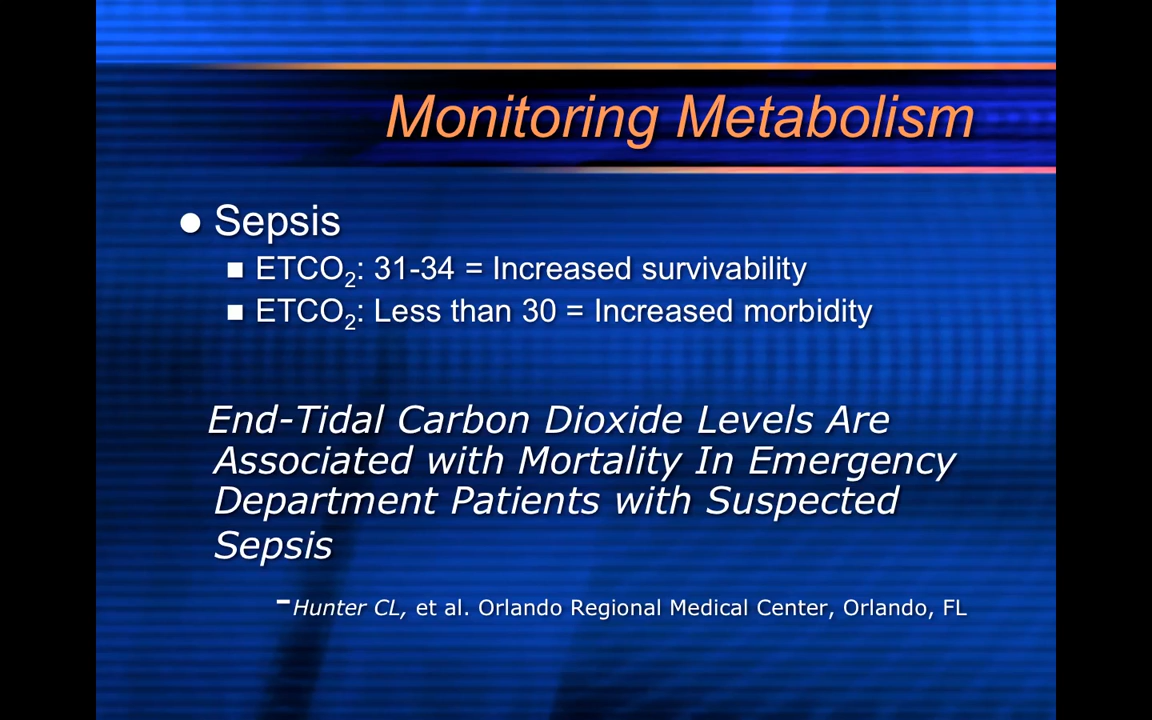 Monitoring Metabolism
● Sepsis
■ ETCO₂: 31-34 = Increased survivability
■ ETCO₂: Less than 30 = Increased morbidity
End-Tidal Carbon Dioxide Levels Are
Associated with Mortality In Emergency
Department Patients with Suspected
Sepsis
-Hunter CL, et al. Orlando Regional Medical Center, Orlando, FL